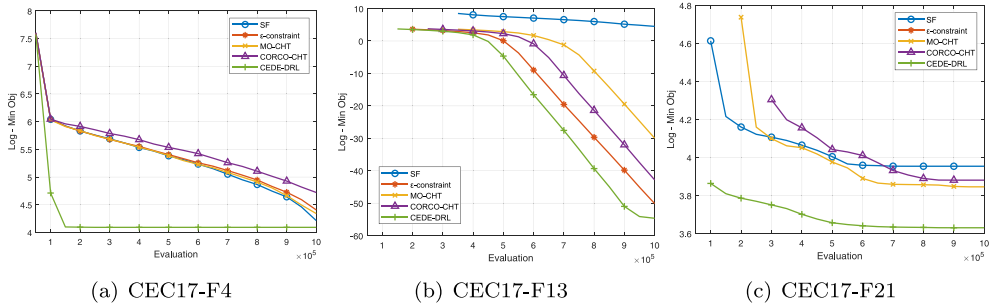 8
7.5
7
6.5
6
5.5
5
4.5
4
Log - Min Obj
1 2 3 4 5 6 7 8 9 10
Evaluation
×10^5
SF
ε-constraint
MO-CHT
CORCO-CHT
CEDE-DRL
(a) CEC17-F4
10
0
-10
-20
-30
-40
-50
-60
Log - Min Obj
1 2 3 4 5 6 7 8 9 10
Evaluation
×10^5
SF
ε-constraint
MO-CHT
CORCO-CHT
CEDE-DRL
(b) CEC17-F13
4.8
4.6
4.4
4.2
4
3.8
3.6
Log - Min Obj
1 2 3 4 5 6 7 8 9 10
Evaluation
×10^5
SF
ε-constraint
MO-CHT
CORCO-CHT
CEDE-DRL
(c) CEC17-F21